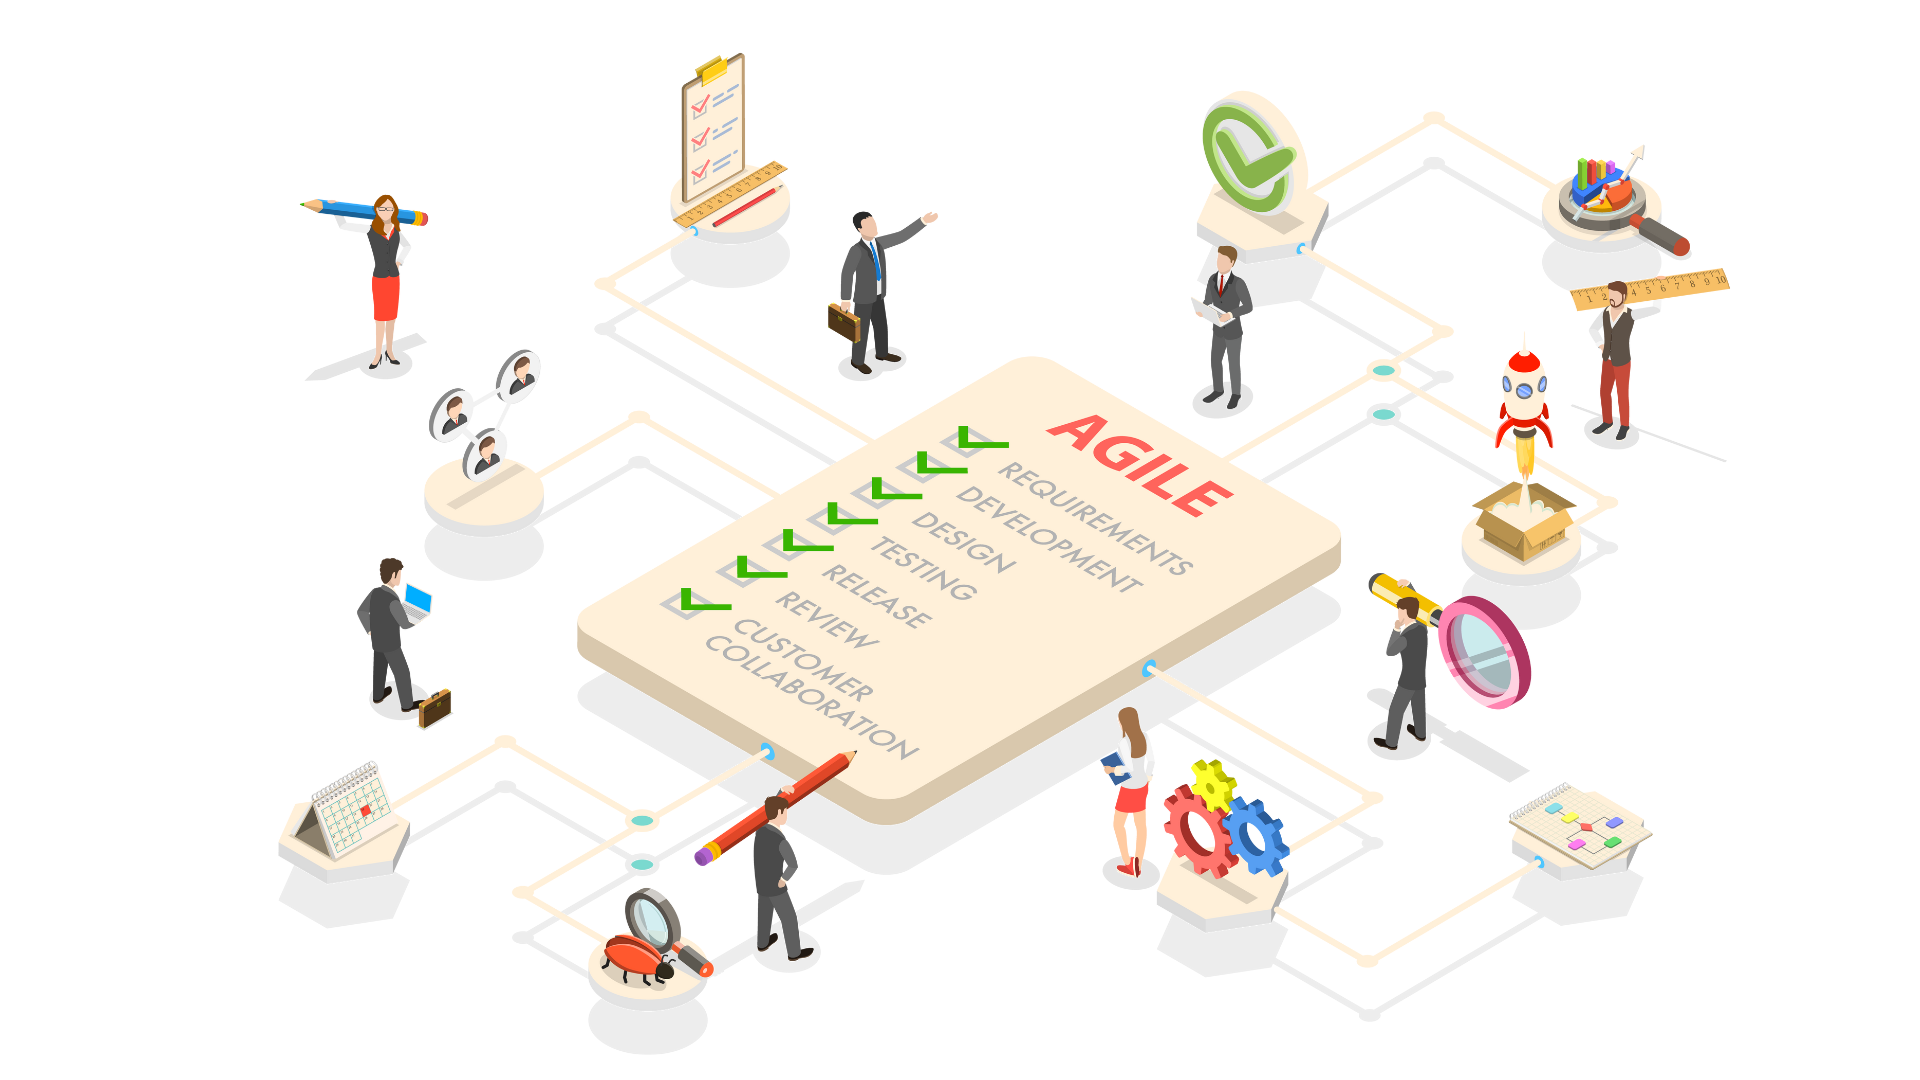 AGILE
REQUIREMENTS
DEVELOPMENT
DESIGN
TESTING
RELEASE
REVIEW
CUSTOMER
COLLABORATION